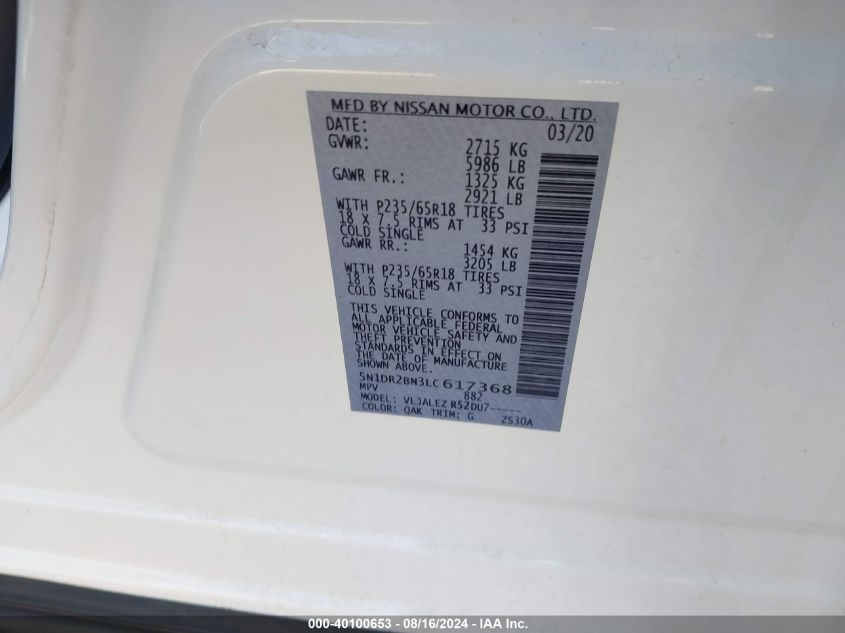 MFD BY NISSAN MOTOR CO., LTD.
DATE: 03/20
GVWR: 2715 KG
5986 LB
GAWR FR.: 1325 KG
2921 LB
WITH P235/65R18 TIRES
18 X 7.5 RIMS AT 33 PSI
COLD SINGLE
GAWR RR.: 1454 KG
3205 LB
WITH P235/65R18 TIRES
18 X 7.5 RIMS AT 33 PSI
COLD SINGLE
THIS VEHICLE CONFORMS TO
ALL APPLICABLE FEDERAL
MOTOR VEHICLE SAFETY AND
THEFT PREVENTION
STANDARDS IN EFFECT ON
THE DATE OF MANUFACTURE
SHOWN ABOVE.
5N1DR2BN3LC617368
MPV 882
MODEL: VLJALEZ R52DU7-----
COLOR: QAK TRIM: G ZS30A
000-40100653 - 08/16/2024 - IAA Inc.